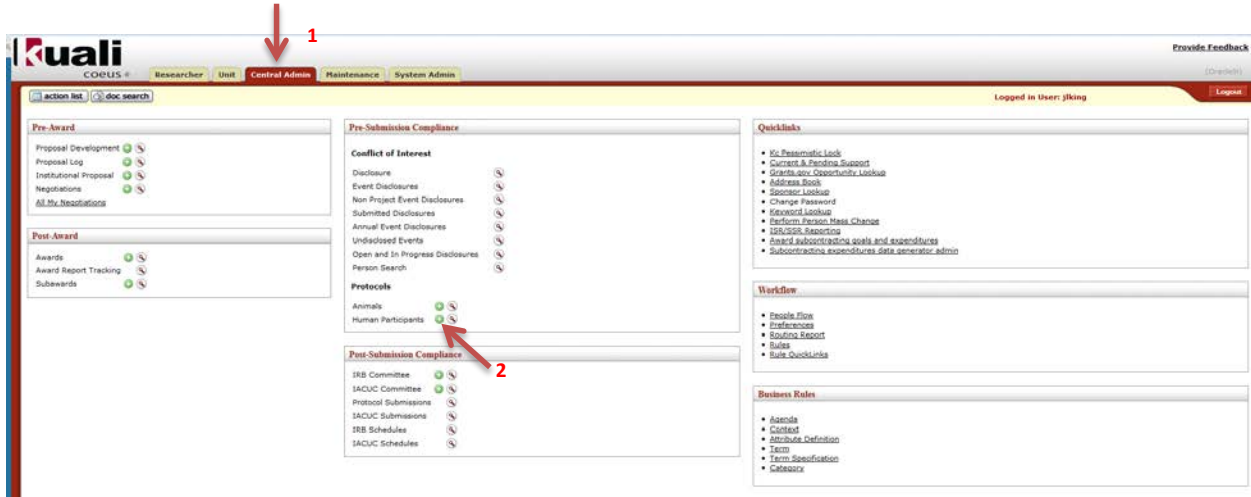 1
kuali
coeus
Provide Feedback
Researcher Unit Central Admin Maintenance System Admin
action list doc search
Logged in User: jlking
Logout
Pre-Award
Proposal Development
Proposal Log
Institutional Proposal
Negotiations
All My Negotiations
Post-Award
Awards
Award Report Tracking
Subawards
Pre-Submission Compliance
Conflict of Interest
Disclosure
Event Disclosures
Non Project Event Disclosures
Submitted Disclosures
Annual Event Disclosures
Undisclosed Events
Open and In Progress Disclosures
Person Search
Protocols
Animals
Human Participants
2
Post-Submission Compliance
IRB Committee
IACUC Committee
Protocol Submissions
IACUC Submissions
IRB Schedules
IACUC Schedules
Quicklinks
Kc Pessimistic Lock
Current & Pending Support
Grants.gov Opportunity Lookup
Address Book
Sponsor Lookup
Change Password
Keyword Lookup
Perform Person Mass Change
ISR/SSR Reporting
Award subcontracting goals and expenditures
Subcontracting expenditures data generator admin
Workflow
People Flow
Preferences
Routing Report
Rules
Rule QuickLinks
Business Rules
Agenda
Context
Attribute Definition
Term
Term Specification
Category